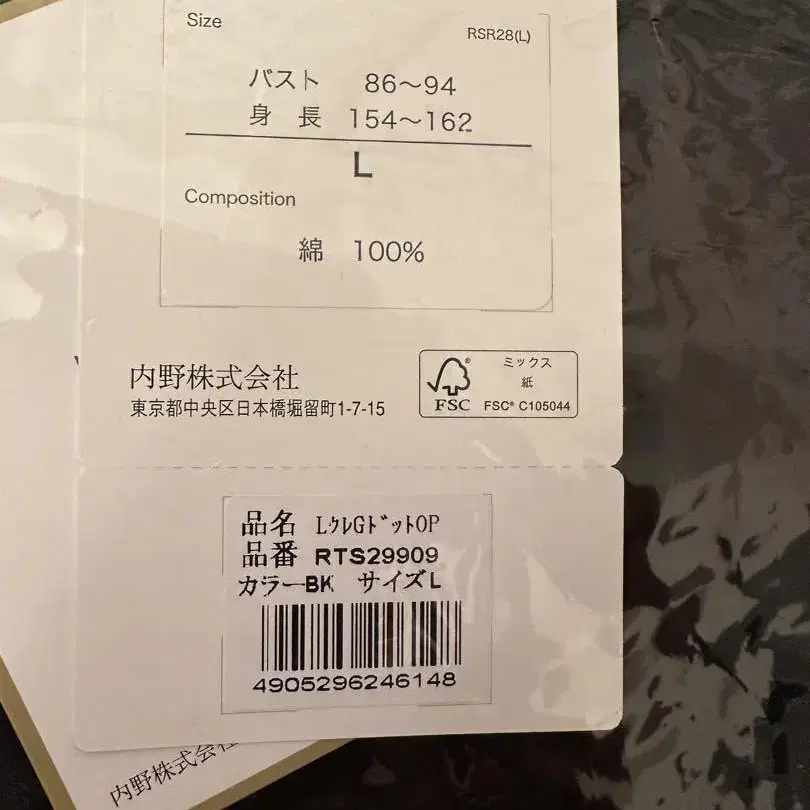 Size
RSR28(L)
バスト 86〜94
身 長 154〜162
L
Composition
綿 100%
内野株式会社
東京都中央区日本橋堀留町1-7-15
ミックス
紙
FSC
FSC® C105044
品名 LクレGドットOP
品番 RTS29909
カラーBK サイズL
4905296246148
内野株式会社